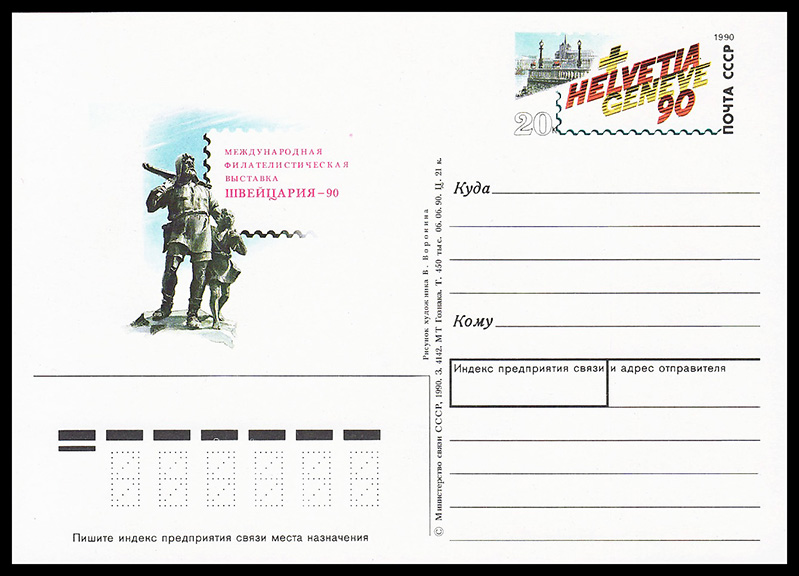 1990
HELVETIA
GENEVE
90
ПОЧТА СССР
20к
МЕЖДУНАРОДНАЯ
ФИЛАТЕЛИСТИЧЕСКАЯ
ВЫСТАВКА
ШВЕЙЦАРИЯ–90
Рисунок художника В. Воронина
© Министерство связи СССР, 1990. З. 4142. МТ Гознака. Т. 450 тыс. 06.06.90. Ц. 21 к.
Куда
Кому
Индекс предприятия связи и адрес отправителя
Пишите индекс предприятия связи места назначения